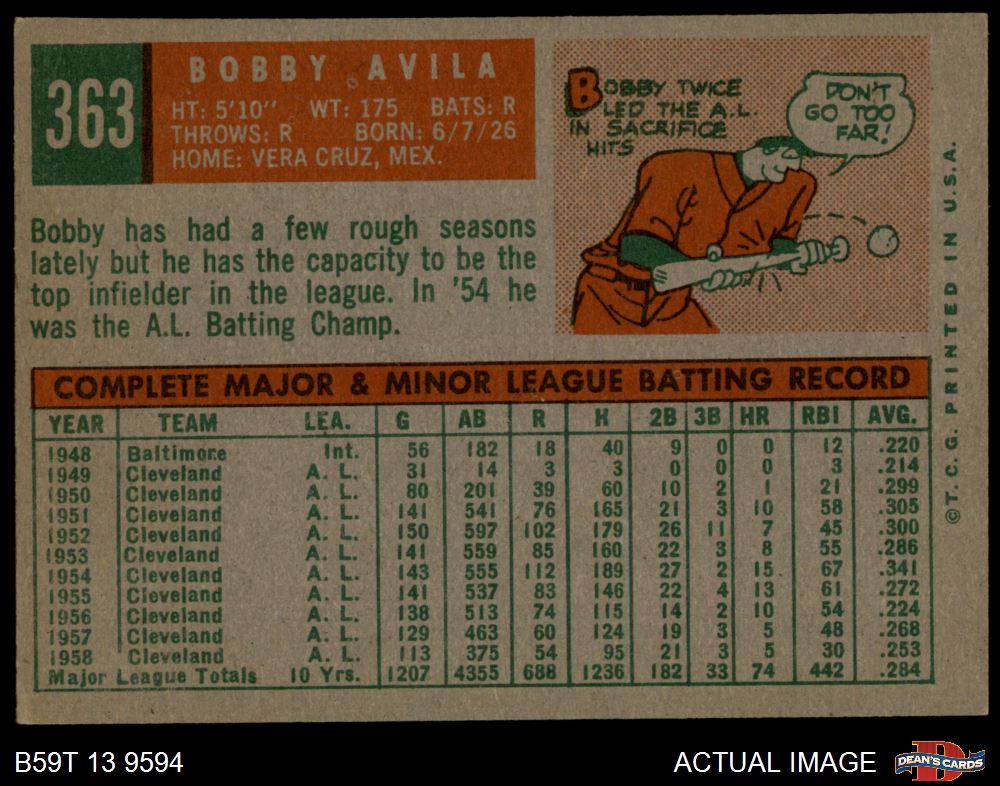 363
BOBBY AVILA
HT: 5'10" WT: 175 BATS: R
THROWS: R BORN: 6/7/26
HOME: VERA CRUZ, MEX.
BOBBY TWICE
LED THE A.L.
IN SACRIFICE
HITS
DON'T
GO TOO
FAR!
Bobby has had a few rough seasons
lately but he has the capacity to be the
top infielder in the league. In '54 he
was the A.L. Batting Champ.
COMPLETE MAJOR & MINOR LEAGUE BATTING RECORD
YEAR TEAM LEA. G AB R H 2B 3B HR RBI AVG.
1948 Baltimore Int. 56 182 18 40 9 0 0 12 .220
1949 Cleveland A. L. 31 14 3 3 0 0 0 3 .214
1950 Cleveland A. L. 80 201 39 60 10 2 1 21 .299
1951 Cleveland A. L. 141 541 76 165 21 3 10 58 .305
1952 Cleveland A. L. 150 597 102 179 26 11 7 45 .300
1953 Cleveland A. L. 141 559 85 160 22 3 8 55 .286
1954 Cleveland A. L. 143 555 112 189 27 2 15 67 .341
1955 Cleveland A. L. 141 537 83 146 22 4 13 61 .272
1956 Cleveland A. L. 138 513 74 115 14 2 10 54 .224
1957 Cleveland A. L. 129 463 60 124 19 3 5 48 .268
1958 Cleveland A. L. 113 375 54 95 21 3 5 30 .253
Major League Totals 10 Yrs. 1207 4355 688 1236 182 33 74 442 .284
©T. C. G. PRINTED IN U.S.A.
B59T 13 9594
ACTUAL IMAGE
DEAN'S CARDS